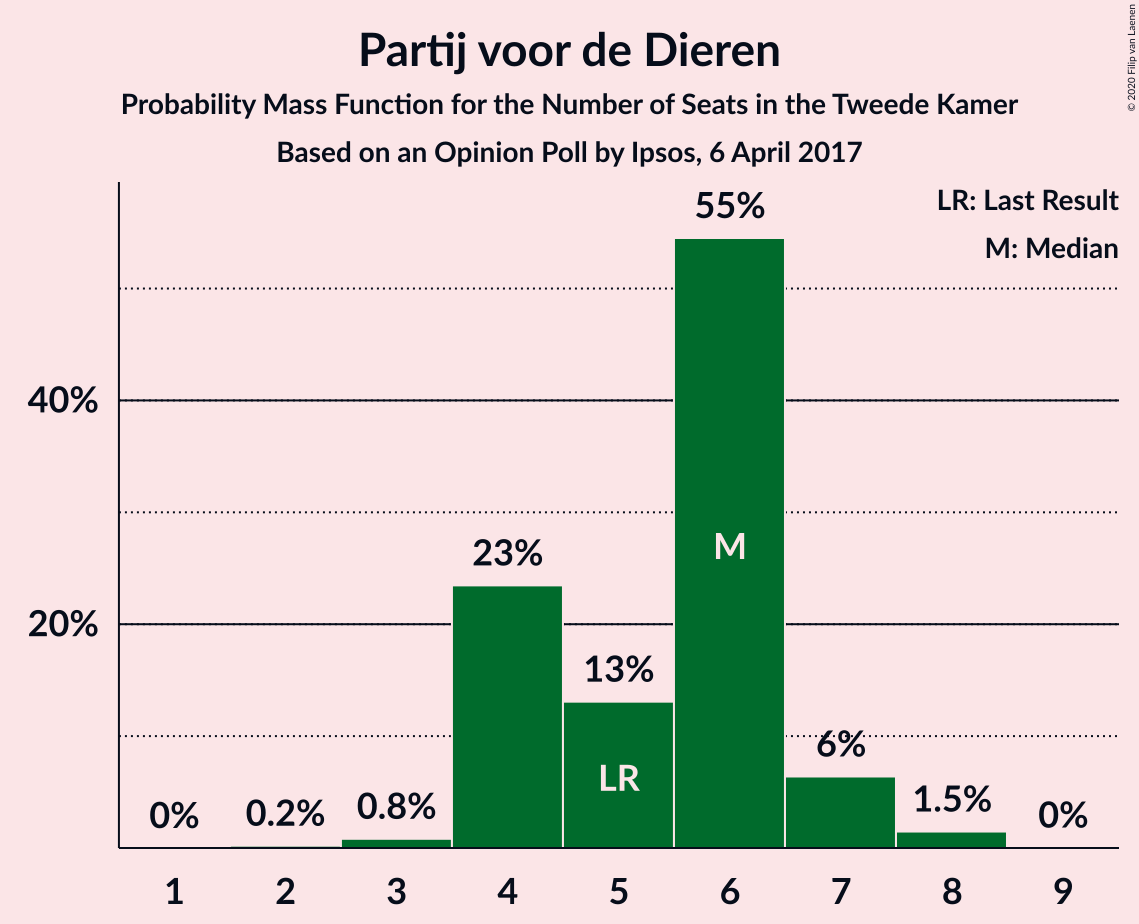 Partij voor de Dieren
Probability Mass Function for the Number of Seats in the Tweede Kamer
Based on an Opinion Poll by Ipsos, 6 April 2017
© 2020 Filip van Laenen
LR: Last Result
M: Median
55%
40%
23%
M
20%
13%
6%
LR
0%
0.2%
0.8%
1.5%
0%
1 2 3 4 5 6 7 8 9